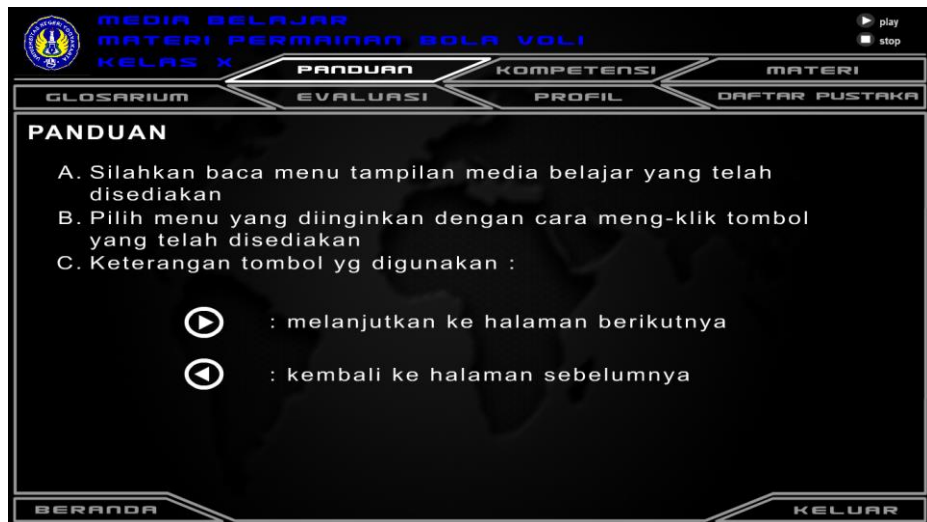 MEDIA BELAJAR
MATERI PERMAINAN BOLA VOLI
KELAS X
play
stop
PANDUAN
KOMPETENSI
MATERI
GLOSARIUM
EVALUASI
PROFIL
DAFTAR PUSTAKA
PANDUAN
A. Silahkan baca menu tampilan media belajar yang telah
disediakan
B. Pilih menu yang diinginkan dengan cara meng-klik tombol
yang telah disediakan
C. Keterangan tombol yg digunakan :
: melanjutkan ke halaman berikutnya
: kembali ke halaman sebelumnya
BERANDA
KELUAR